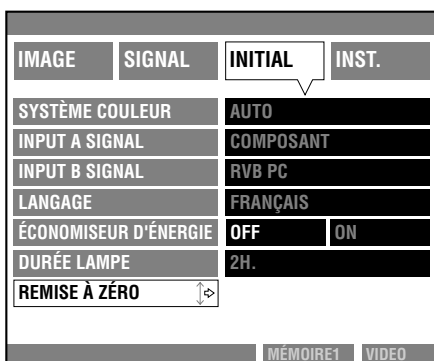 IMAGE SIGNAL INITIAL INST.
SYSTÈME COULEUR AUTO
INPUT A SIGNAL COMPOSANT
INPUT B SIGNAL RVB PC
LANGAGE FRANÇAIS
ÉCONOMISEUR D'ÉNERGIE OFF ON
DURÉE LAMPE 2H.
REMISE À ZÉRO
MÉMOIRE1 VIDEO